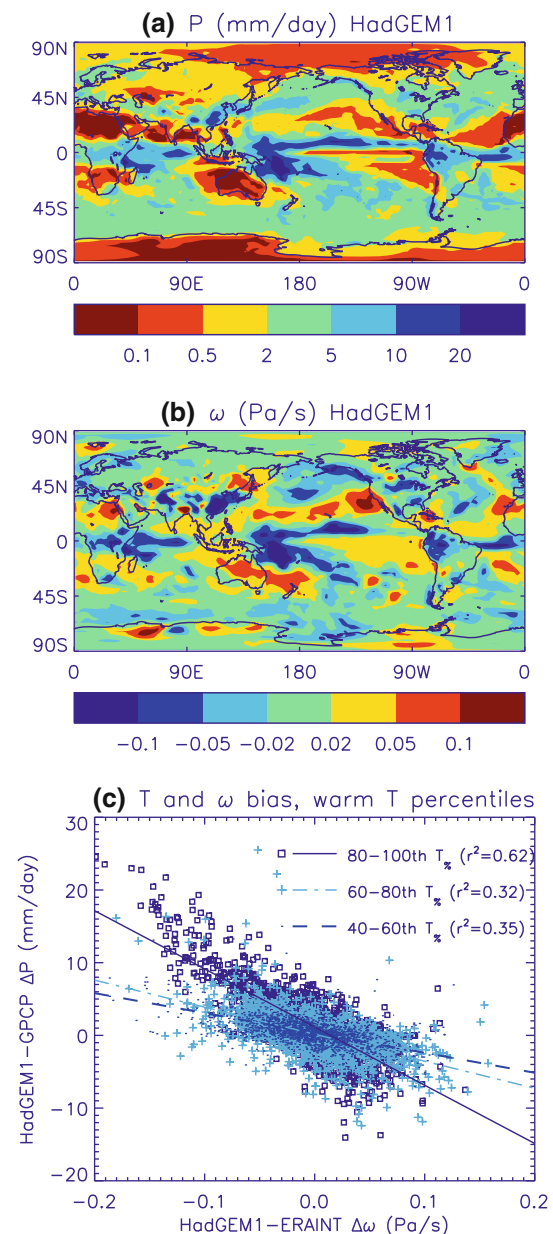 (a) P (mm/day) HadGEM1
90N
45N
0
45S
90S
0 90E 180 90W 0
0.1 0.5 2 5 10 20
(b) ω (Pa/s) HadGEM1
90N
45N
0
45S
90S
0 90E 180 90W 0
−0.1 −0.05 −0.02 0.02 0.05 0.1
(c) T and ω bias, warm T percentiles
30
20
10
0
−10
−20
HadGEM1−GPCP ΔP (mm/day)
80−100th T% (r²=0.62)
60−80th T% (r²=0.32)
40−60th T% (r²=0.35)
−0.2 −0.1 0.0 0.1 0.2
HadGEM1−ERAINT Δω (Pa/s)